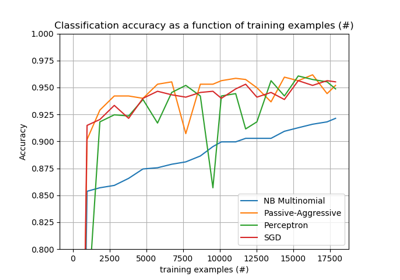 Classification accuracy as a function of training examples (#)
1.000
0.975
0.950
0.925
0.900
0.875
0.850
0.825
0.800
Accuracy
NB Multinomial
Passive-Aggressive
Perceptron
SGD
0 2500 5000 7500 10000 12500 15000 17500
training examples (#)